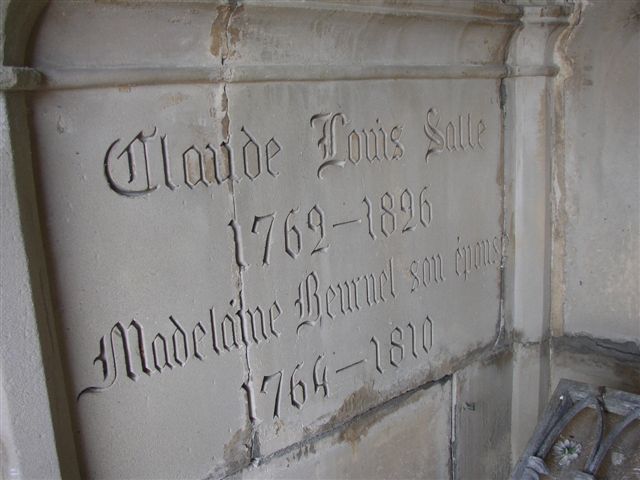 Claude Louis Salle
1762 – 1826
Madelaine Beurnel son épouse
1764 – 1810